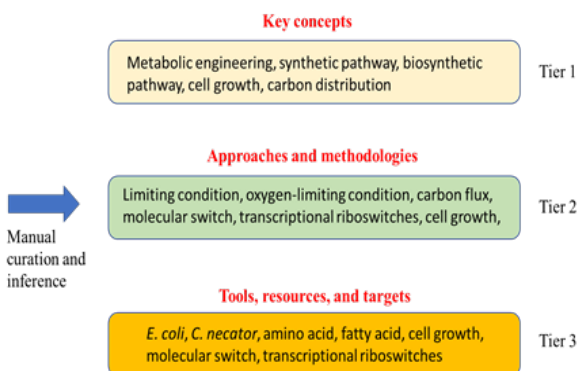 Key concepts
Metabolic engineering, synthetic pathway, biosynthetic
pathway, cell growth, carbon distribution
Tier 1
Approaches and methodologies
Limiting condition, oxygen-limiting condition, carbon flux,
molecular switch, transcriptional riboswitches, cell growth,
Tier 2
Manual
curation and
inference
Tools, resources, and targets
E. coli, C. necator, amino acid, fatty acid, cell growth,
molecular switch, transcriptional riboswitches
Tier 3